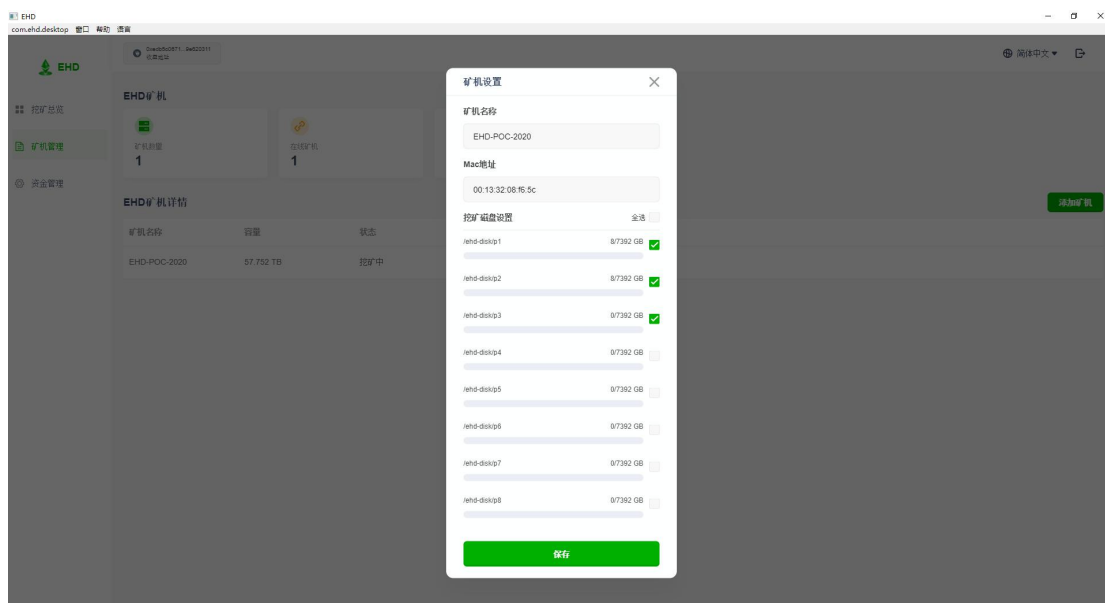 EHD
com.ehd.desktop 窗口 帮助 语言
EHD
简体中文
挖矿总览
矿机管理
资金管理
EHD矿机
矿机数量
1
在线矿机
1
EHD矿机详情
添加矿机
矿机名称 容量 状态
EHD-POC-2020 57.752 TB 挖矿中
矿机设置
矿机名称
EHD-POC-2020
Mac地址
00:13:32:08:f6:5c
挖矿磁盘设置 全选
/ehd-disk/p1 8/7392 GB
/ehd-disk/p2 8/7392 GB
/ehd-disk/p3 0/7392 GB
/ehd-disk/p4 0/7392 GB
/ehd-disk/p5 0/7392 GB
/ehd-disk/p6 0/7392 GB
/ehd-disk/p7 0/7392 GB
/ehd-disk/p8 0/7392 GB
保存